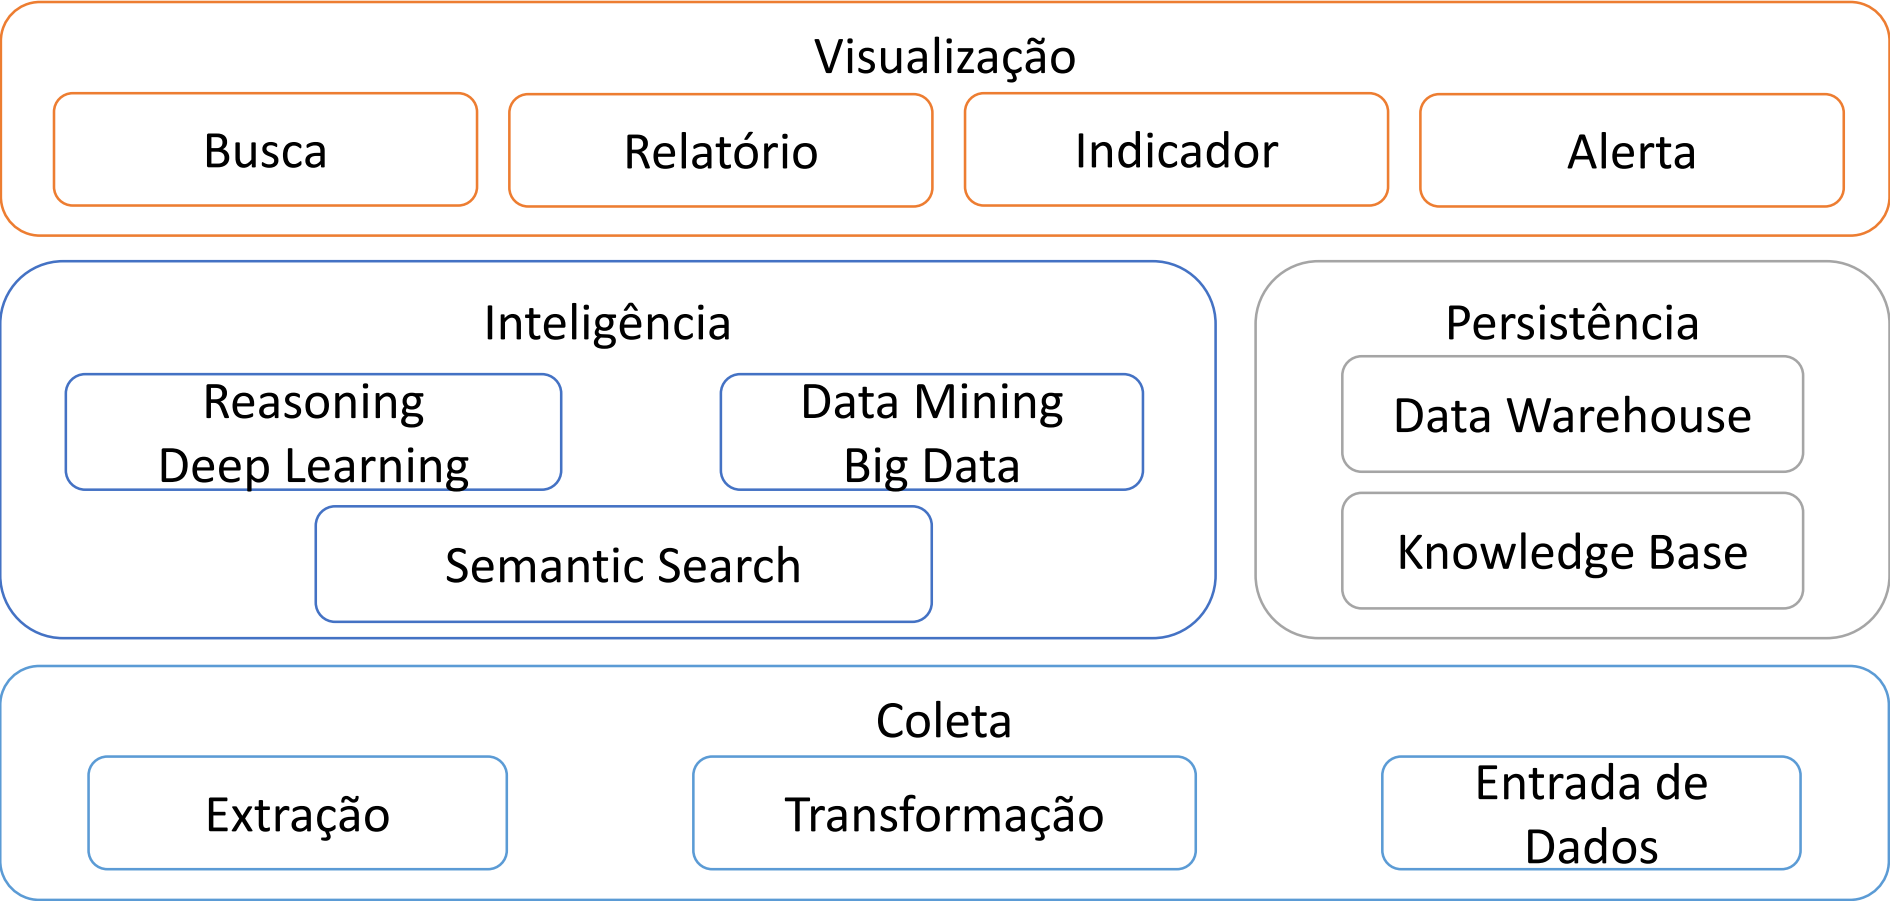 Visualização
Busca
Relatório
Indicador
Alerta
Inteligência
Reasoning
Deep Learning
Data Mining
Big Data
Semantic Search
Persistência
Data Warehouse
Knowledge Base
Coleta
Extração
Transformação
Entrada de
Dados